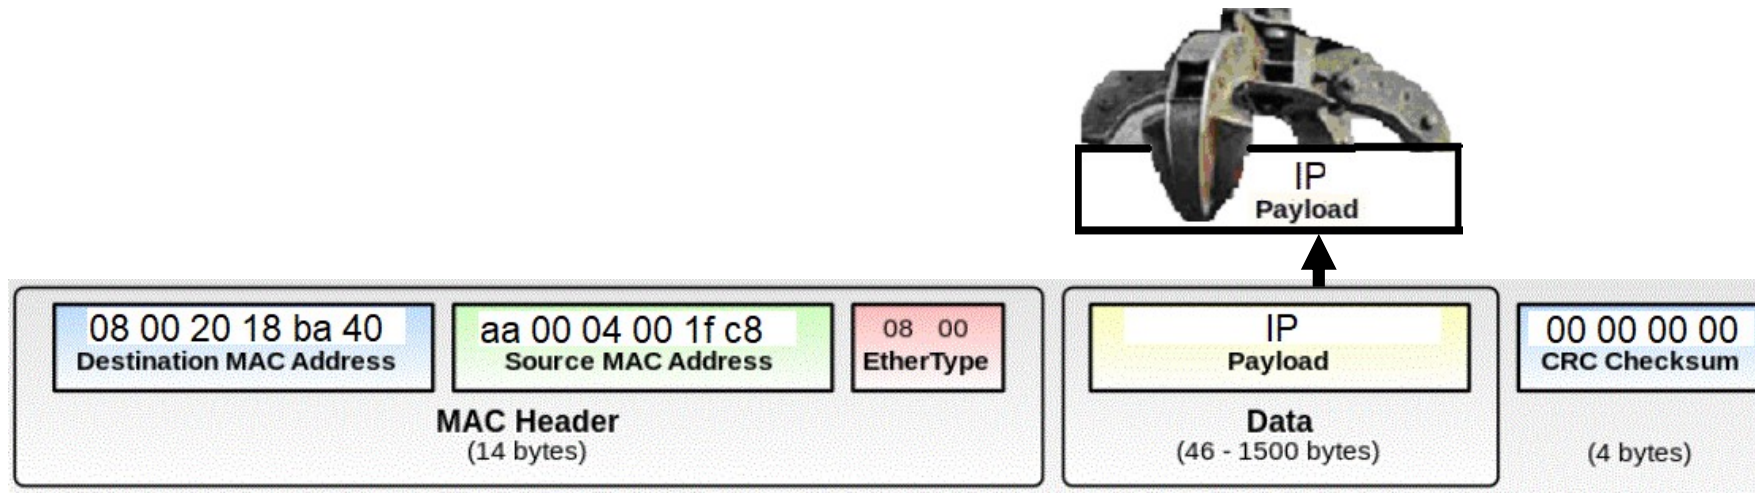 IP
Payload
08 00 20 18 ba 40
Destination MAC Address
aa 00 04 00 1f c8
Source MAC Address
08 00
EtherType
MAC Header
(14 bytes)
IP
Payload
Data
(46 - 1500 bytes)
00 00 00 00
CRC Checksum
(4 bytes)